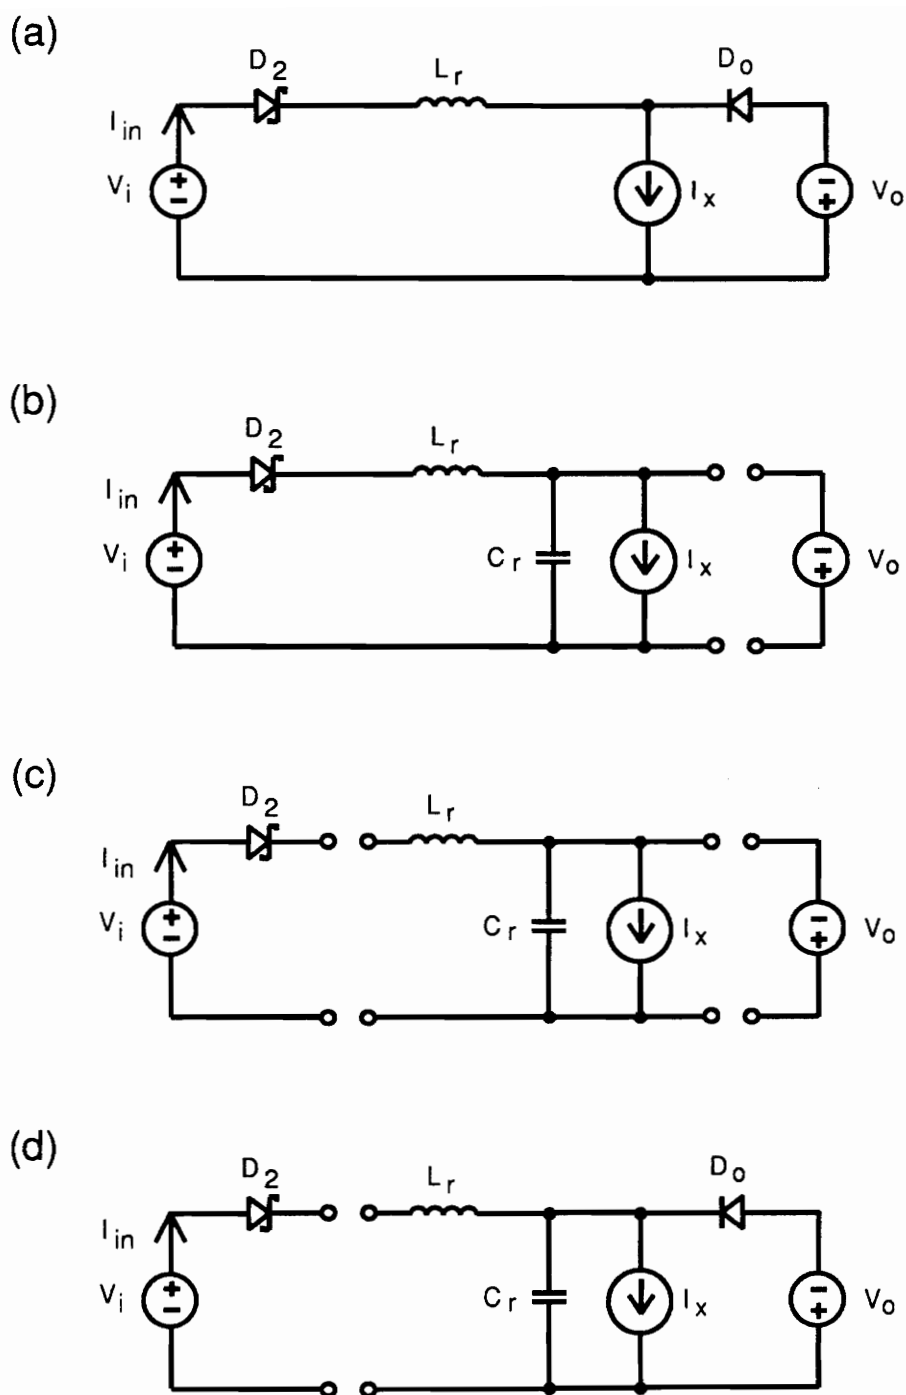 (a)
D2
Lr
Do
Iin
Vi
+
−
Ix
−
+
Vo
(b)
D2
Lr
Iin
Vi
+
−
Cr
Ix
−
+
Vo
(c)
D2
Lr
Iin
Vi
+
−
Cr
Ix
−
+
Vo
(d)
D2
Lr
Do
Iin
Vi
+
−
Cr
Ix
−
+
Vo